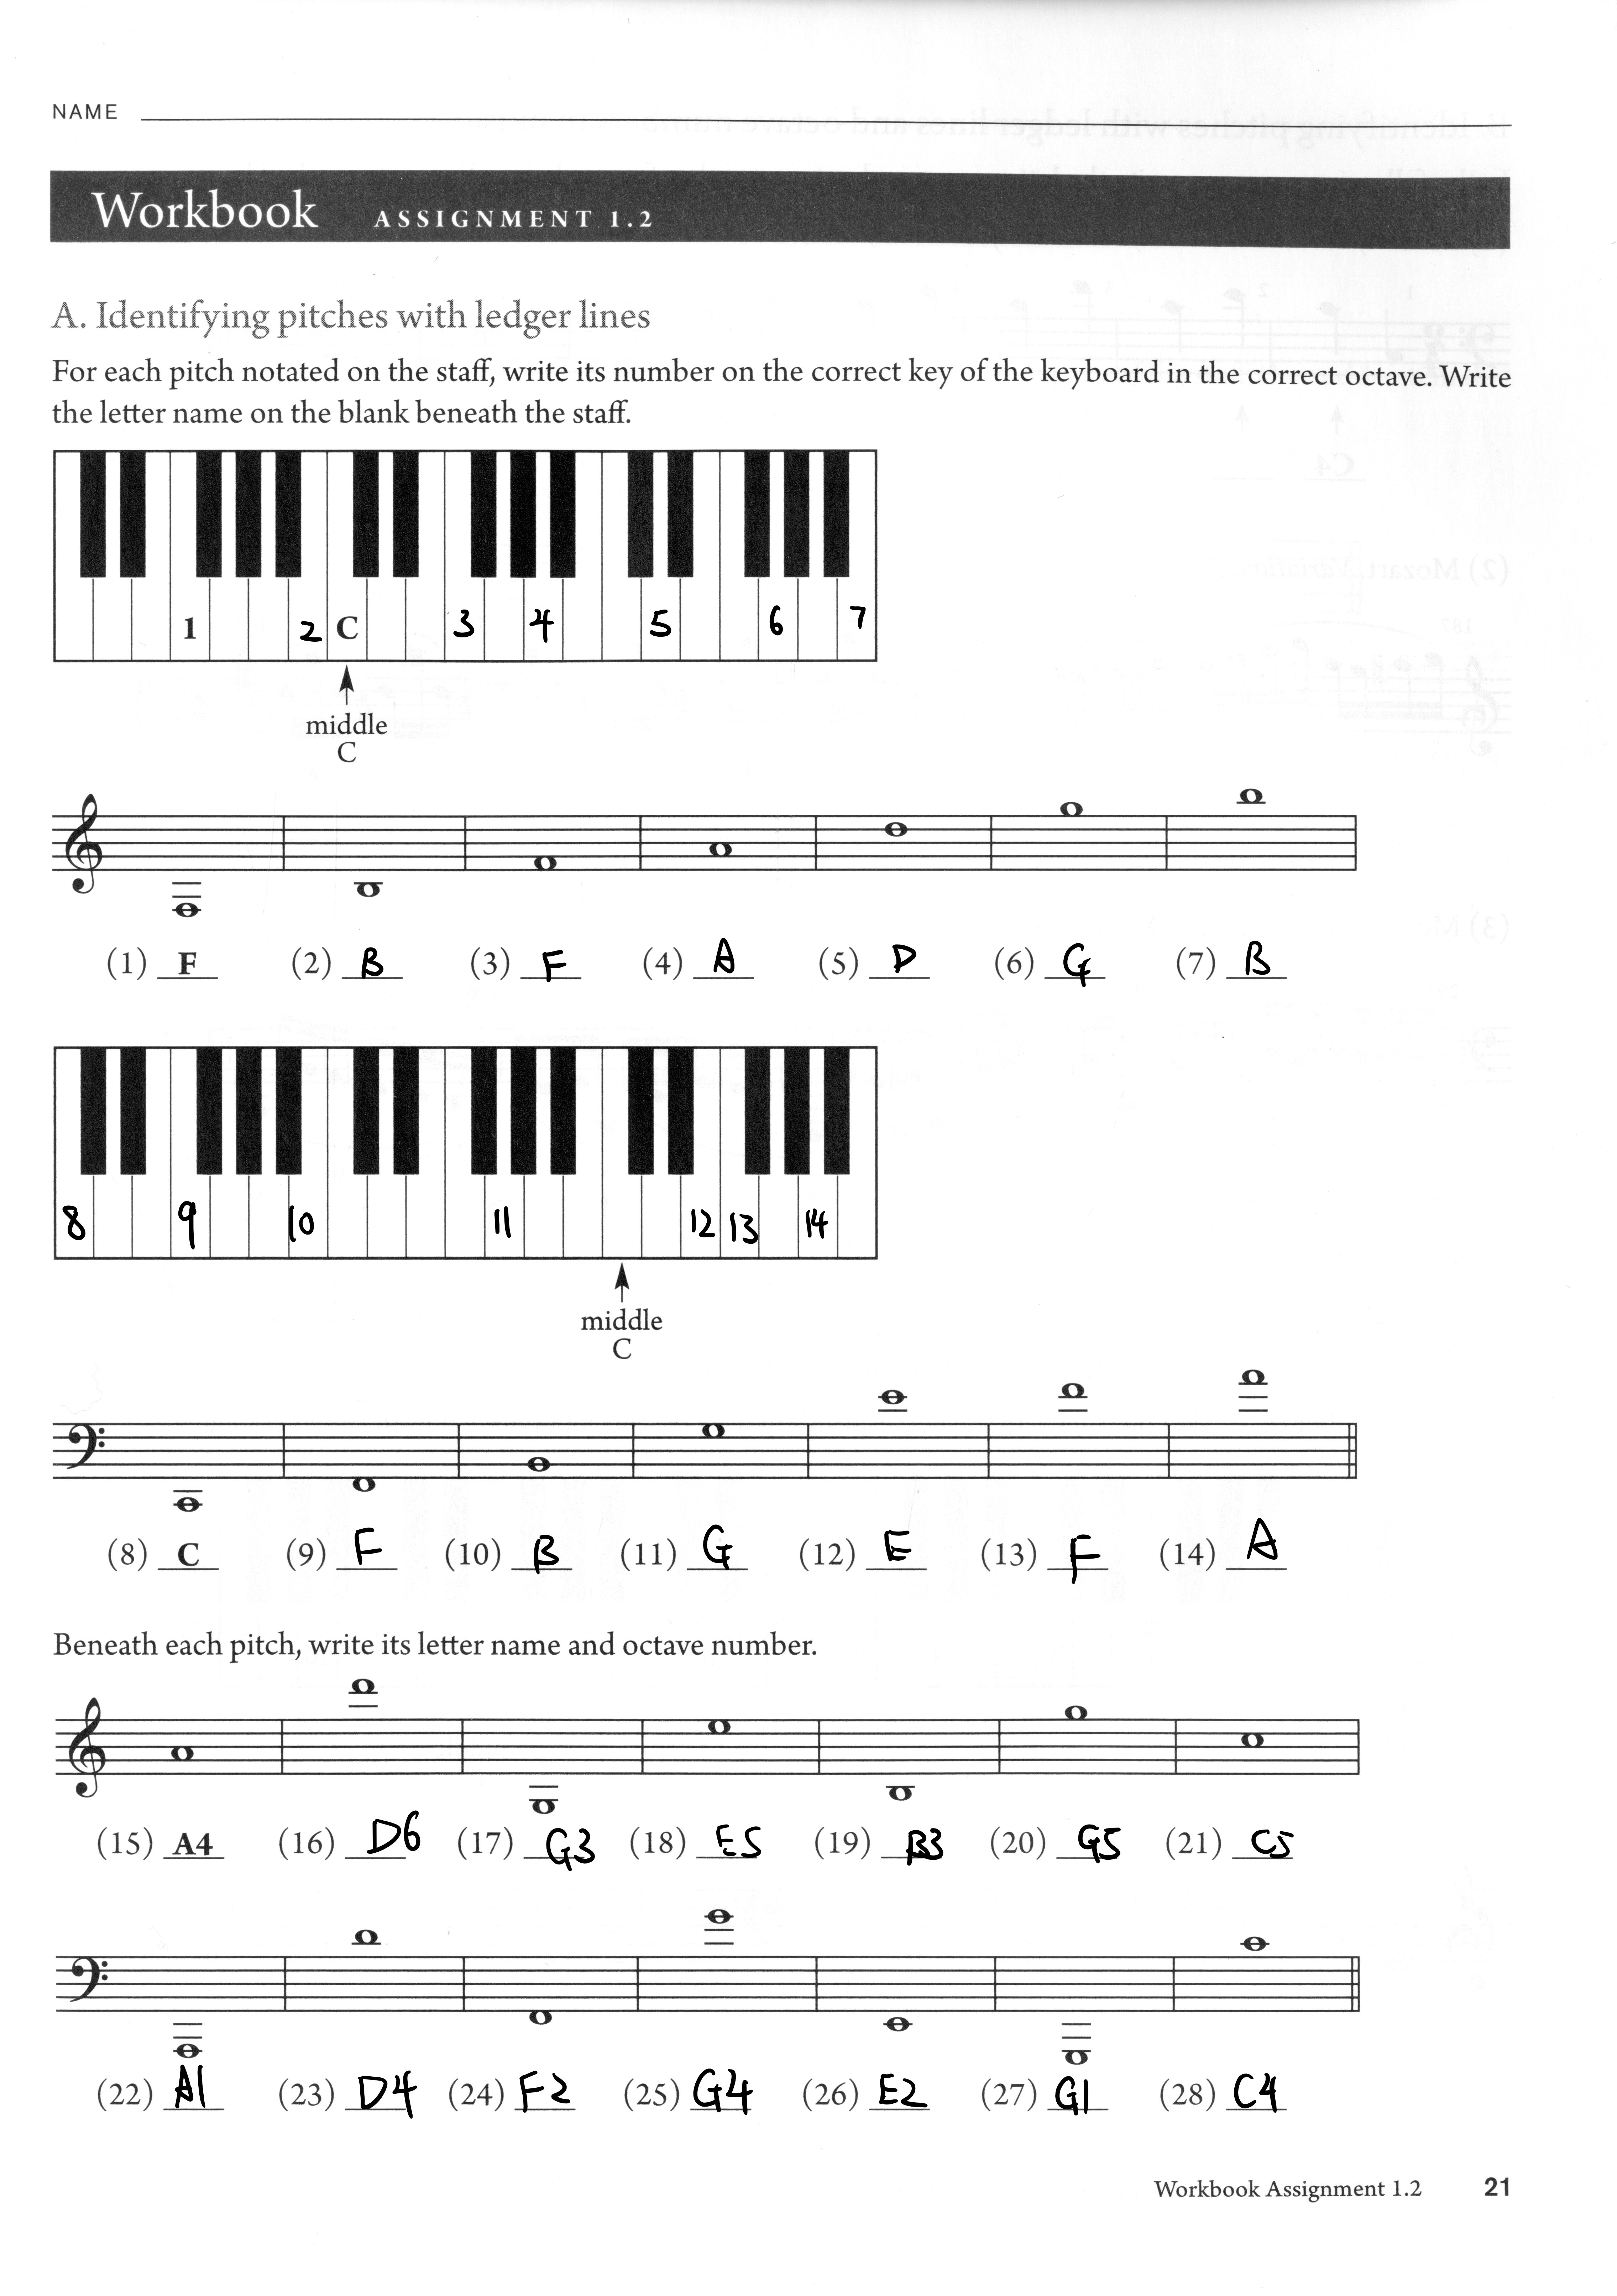 NAME
Workbook ASSIGNMENT 1.2
A. Identifying pitches with ledger lines
For each pitch notated on the staff, write its number on the correct key of the keyboard in the correct octave. Write
the letter name on the blank beneath the staff.
1 2 C 3 4 5 6 7
middle
C
(1) F (2) B (3) F (4) A (5) D (6) G (7) B
8 9 10 11 12 13 14
middle
C
(8) C (9) F (10) B (11) G (12) E (13) F (14) A
Beneath each pitch, write its letter name and octave number.
(15) A4 (16) D6 (17) G3 (18) E5 (19) B3 (20) G5 (21) C5
(22) A1 (23) D4 (24) F2 (25) G4 (26) E2 (27) G1 (28) C4
Workbook Assignment 1.2 21